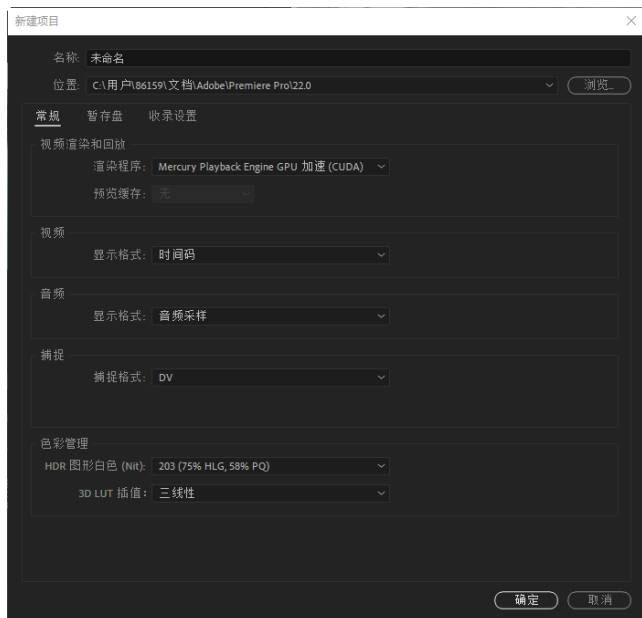 新建项目
名称: 未命名
位置: C:\用户\86159\文档\Adobe\Premiere Pro\22.0 浏览...
常规 暂存盘 收录设置
视频渲染和回放
渲染程序: Mercury Playback Engine GPU 加速 (CUDA)
预览缓存: 无
视频
显示格式: 时间码
音频
显示格式: 音频采样
捕捉
捕捉格式: DV
色彩管理
HDR 图形白色 (Nit): 203 (75% HLG, 58% PQ)
3D LUT 插值: 三线性
确定 取消